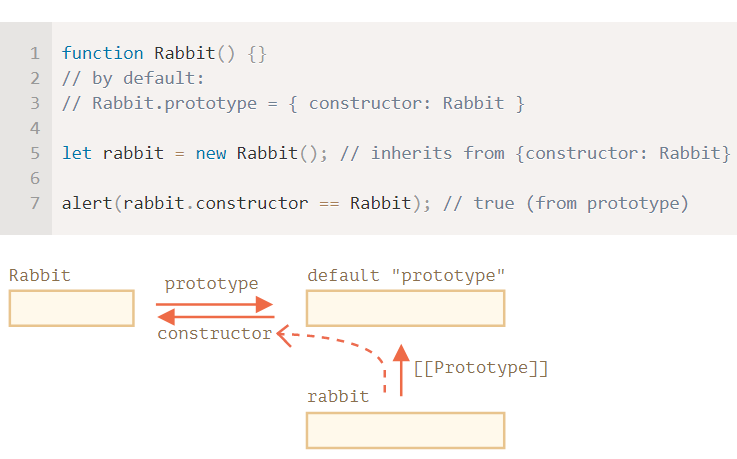 1 function Rabbit() {}
2 // by default:
3 // Rabbit.prototype = { constructor: Rabbit }
4
5 let rabbit = new Rabbit(); // inherits from {constructor: Rabbit}
6
7 alert(rabbit.constructor == Rabbit); // true (from prototype)
Rabbit
prototype
default "prototype"
constructor
[[Prototype]]
rabbit